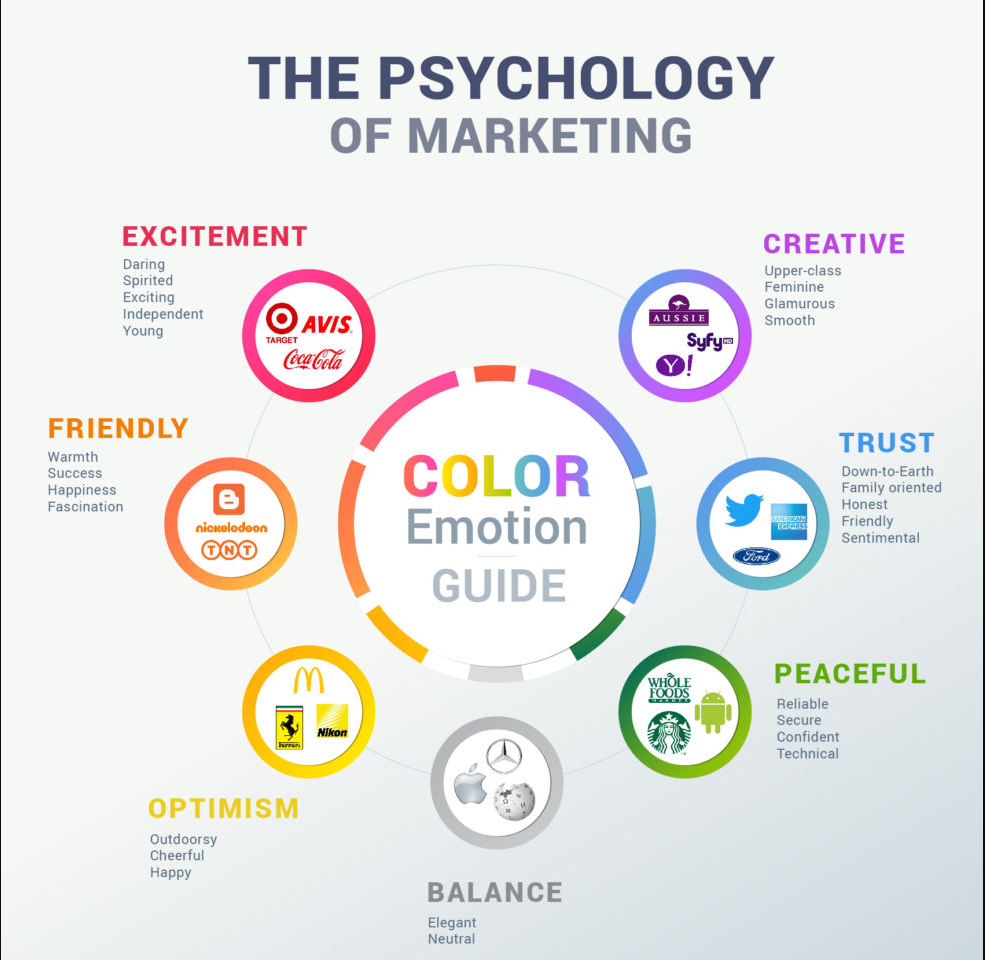 THE PSYCHOLOGY
OF MARKETING
EXCITEMENT
Daring
Spirited
Exciting
Independent
Young
TARGET
AVIS
Coca-Cola
CREATIVE
Upper-class
Feminine
Glamurous
Smooth
AUSSIE
Syfy HD
Y!
FRIENDLY
Warmth
Success
Happiness
Fascination
nickelodeon
TNT
COLOR
Emotion
GUIDE
TRUST
Down-to-Earth
Family oriented
Honest
Friendly
Sentimental
AMERICAN
EXPRESS
Ford
OPTIMISM
Outdoorsy
Cheerful
Happy
Ferrari
Nikon
PEACEFUL
Reliable
Secure
Confident
Technical
WHOLE
FOODS
MARKET
BALANCE
Elegant
Neutral